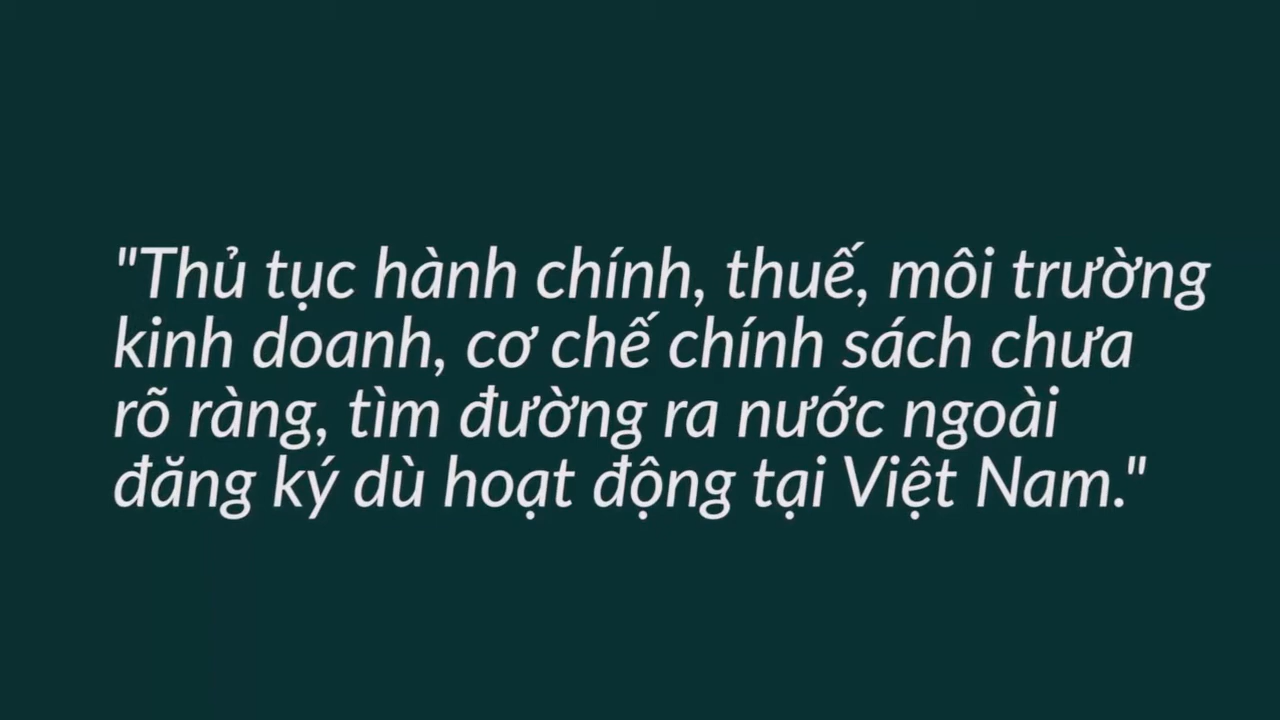 "Thủ tục hành chính, thuế, môi trường
kinh doanh, cơ chế chính sách chưa
rõ ràng, tìm đường ra nước ngoài
đăng ký dù hoạt động tại Việt Nam."